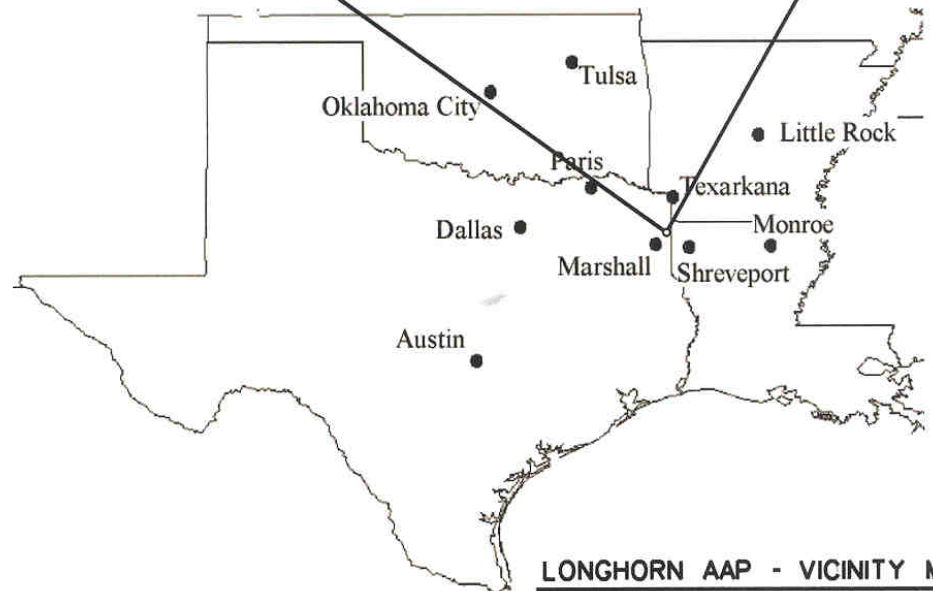 Tulsa
Oklahoma City
Little Rock
Paris
Texarkana
Dallas
Monroe
Marshall
Shreveport
Austin
LONGHORN AAP - VICINITY M